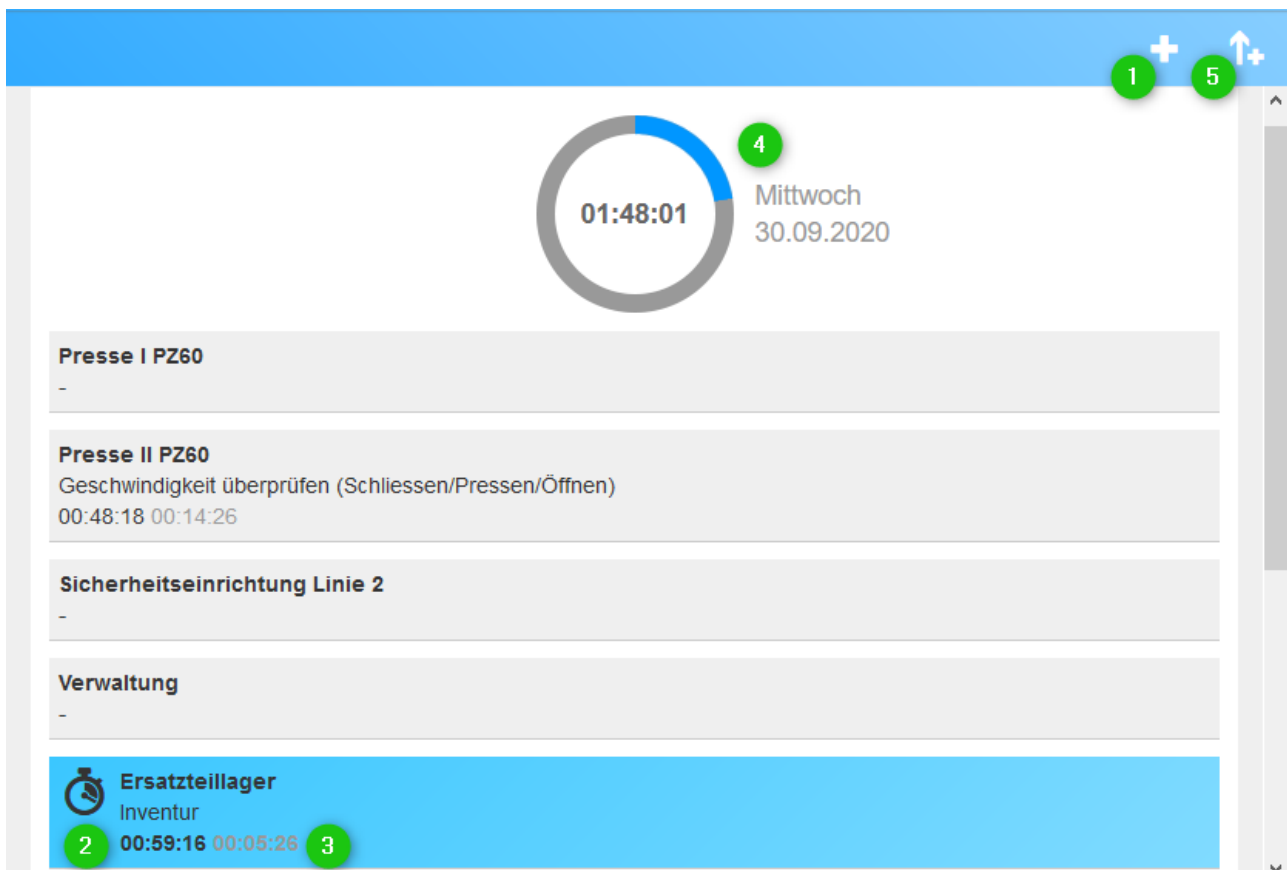 1
5
4
01:48:01
Mittwoch
30.09.2020
Presse I PZ60
-
Presse II PZ60
Geschwindigkeit überprüfen (Schliessen/Pressen/Öffnen)
00:48:18 00:14:26
Sicherheitseinrichtung Linie 2
-
Verwaltung
-
Ersatzteillager
Inventur
2 00:59:16 00:05:26 3